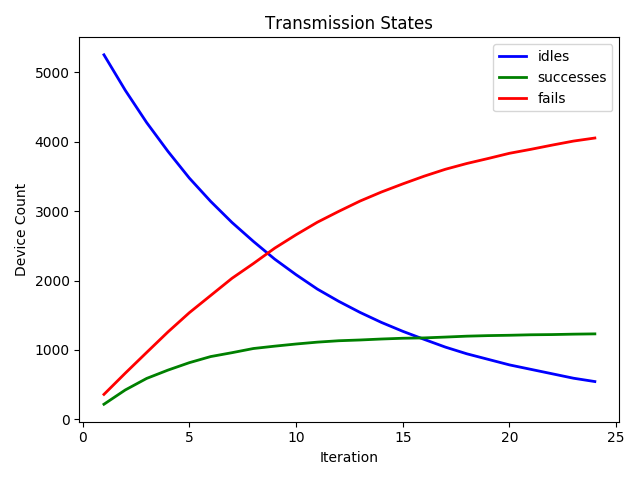 Transmission States
idles
successes
fails
Device Count
5000
4000
3000
2000
1000
0
0 5 10 15 20 25
Iteration